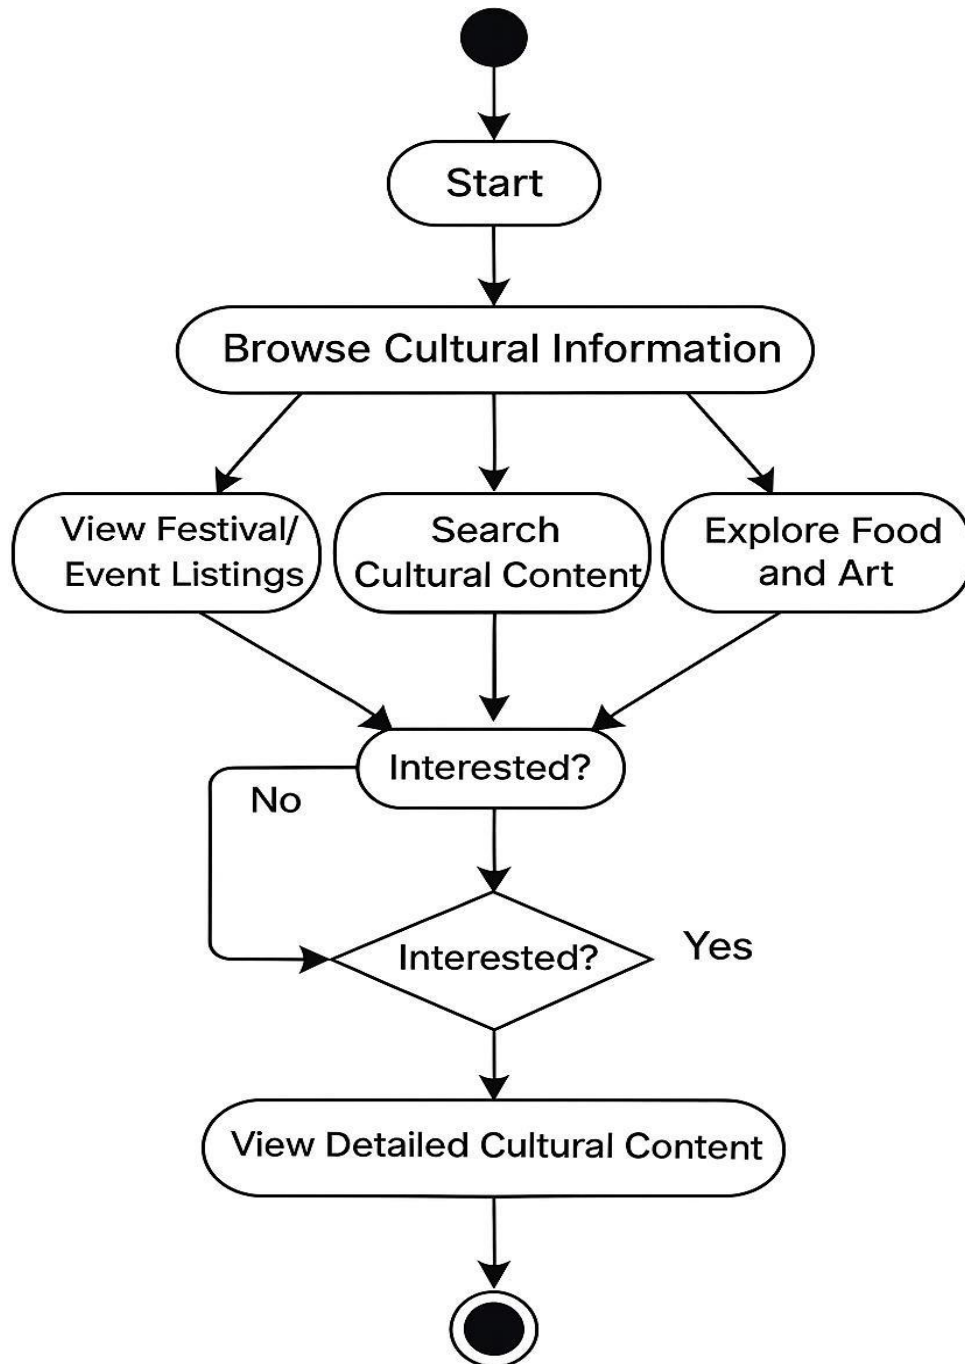 Start
Browse Cultural Information
View Festival/
Event Listings
Search
Cultural Content
Explore Food
and Art
Interested?
No
Interested?
Yes
View Detailed Cultural Content